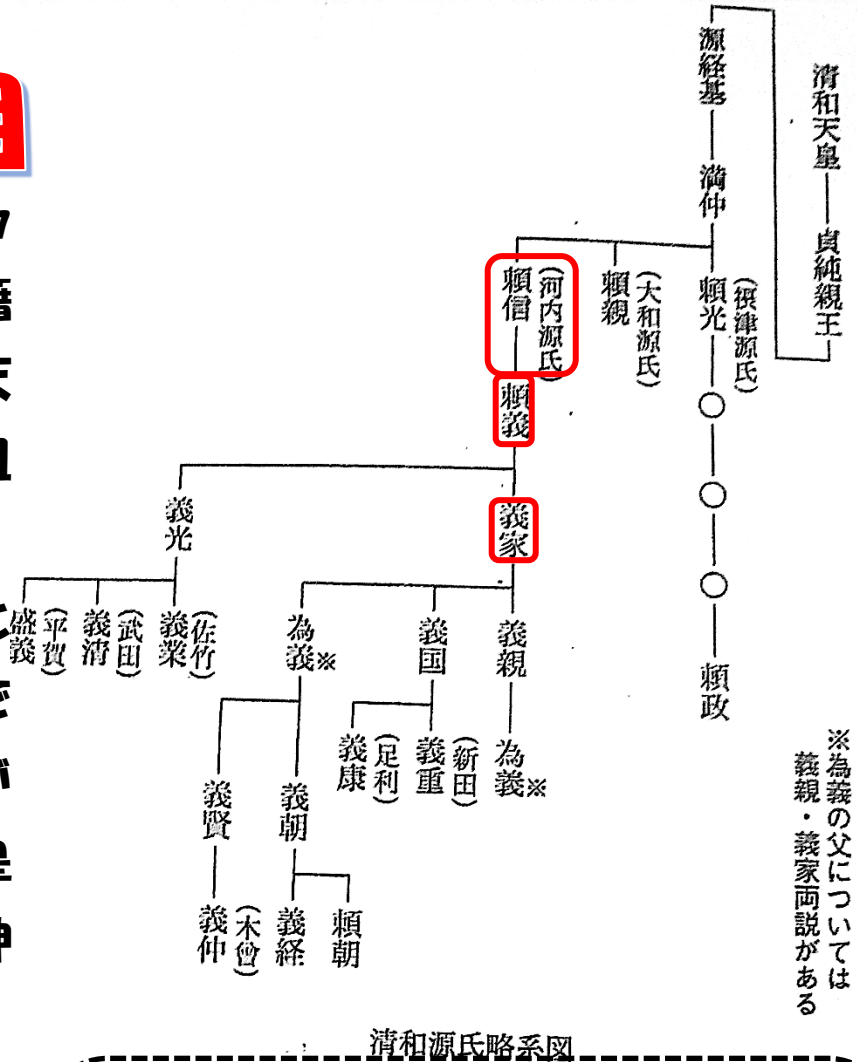 清和天皇
貞純親王
源経基
満仲
頼光
(摂津源氏)
頼政
頼親
(大和源氏)
頼信
(河内源氏)
頼義
義家
義親
為義※
義国
義重
(新田)
義康
(足利)
為義※
義朝
頼朝
義経
義賢
義仲
(木曾)
義光
義業
(佐竹)
義清
(武田)
盛義
(平賀)
※為義の父については
義親・義家両説がある
清和源氏略系図